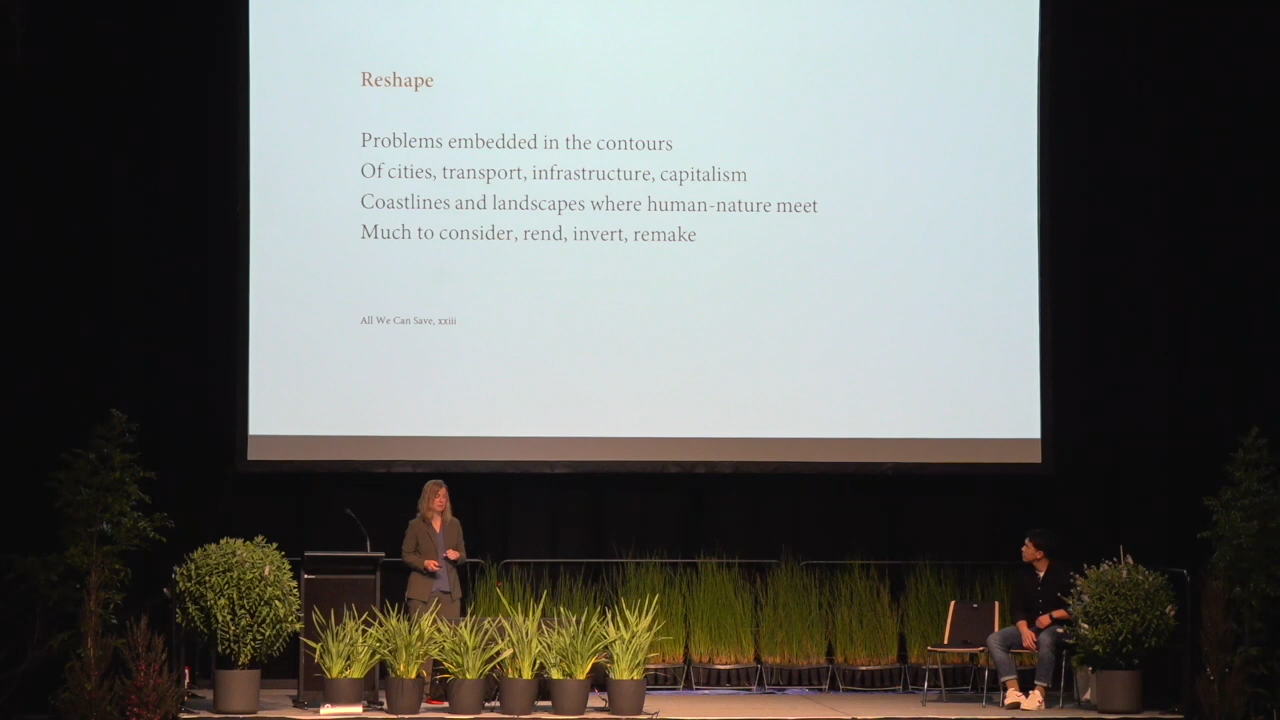 Reshape
Problems embedded in the contours
Of cities, transport, infrastructure, capitalism
Coastlines and landscapes where human-nature meet
Much to consider, rend, invert, remake
All We Can Save, xxiii